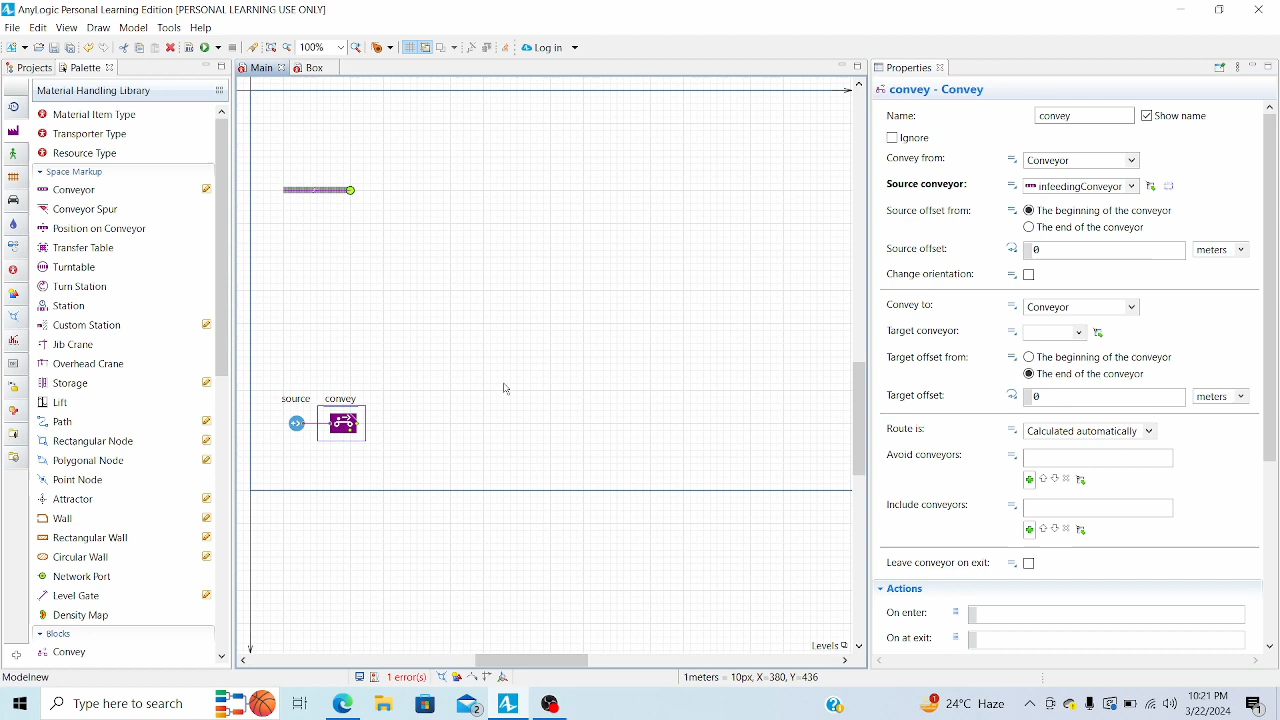 AnyLogic Personal Learning Edition [PERSONAL LEARNING USE ONLY]
File Edit View Draw Model Tools Help
100% Log in
Projects Palette Main Box Properties
Material Handling Library
convey - Convey
Material Item Type
Transporter Type
Resource Type
Space Markup
Conveyor
Conveyor Spur
Position on Conveyor
Transfer Table
Turntable
Turn Station
Station
Custom Station
Jib Crane
Overhead Crane
Storage
Lift
Path
Rectangular Node
Polygonal Node
Point Node
Attractor
Wall
Rectangular Wall
Circular Wall
Network Port
Level Gate
Density Map
Blocks
Convey
source convey
Levels
Name: convey Show name
Ignore
Convey from: Conveyor
Source conveyor: infeedingConveyor
Source offset from: The beginning of the conveyor
The end of the conveyor
Source offset: 0 meters
Change orientation:
Convey to: Conveyor
Target conveyor:
Target offset from: The beginning of the conveyor
The end of the conveyor
Target offset: 0 meters
Route is: Calculated automatically
Avoid conveyors:
Include conveyors:
Leave conveyor on exit:
Actions
On enter:
On at exit:
Modelnew 1 error(s) 1meters = 10px, X=380, Y=430
Type here to search 2 1 24°C Haze 10:21 PM
3/22/2024 1